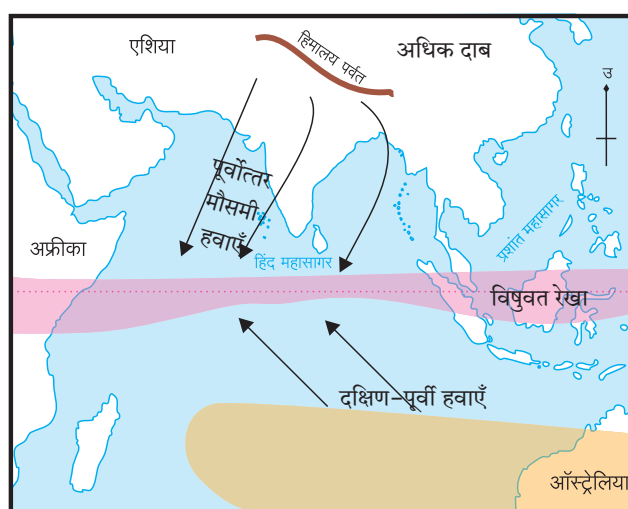 एशिया
हिमालय पर्वत
अधिक दाब
उ
पूर्वोत्तर
मौसमी
हवाएँ
प्रशांत महासागर
अफ्रीका
हिंद महासागर
विषुवत रेखा
दक्षिण-पूर्वी हवाएँ
ऑस्ट्रेलिया